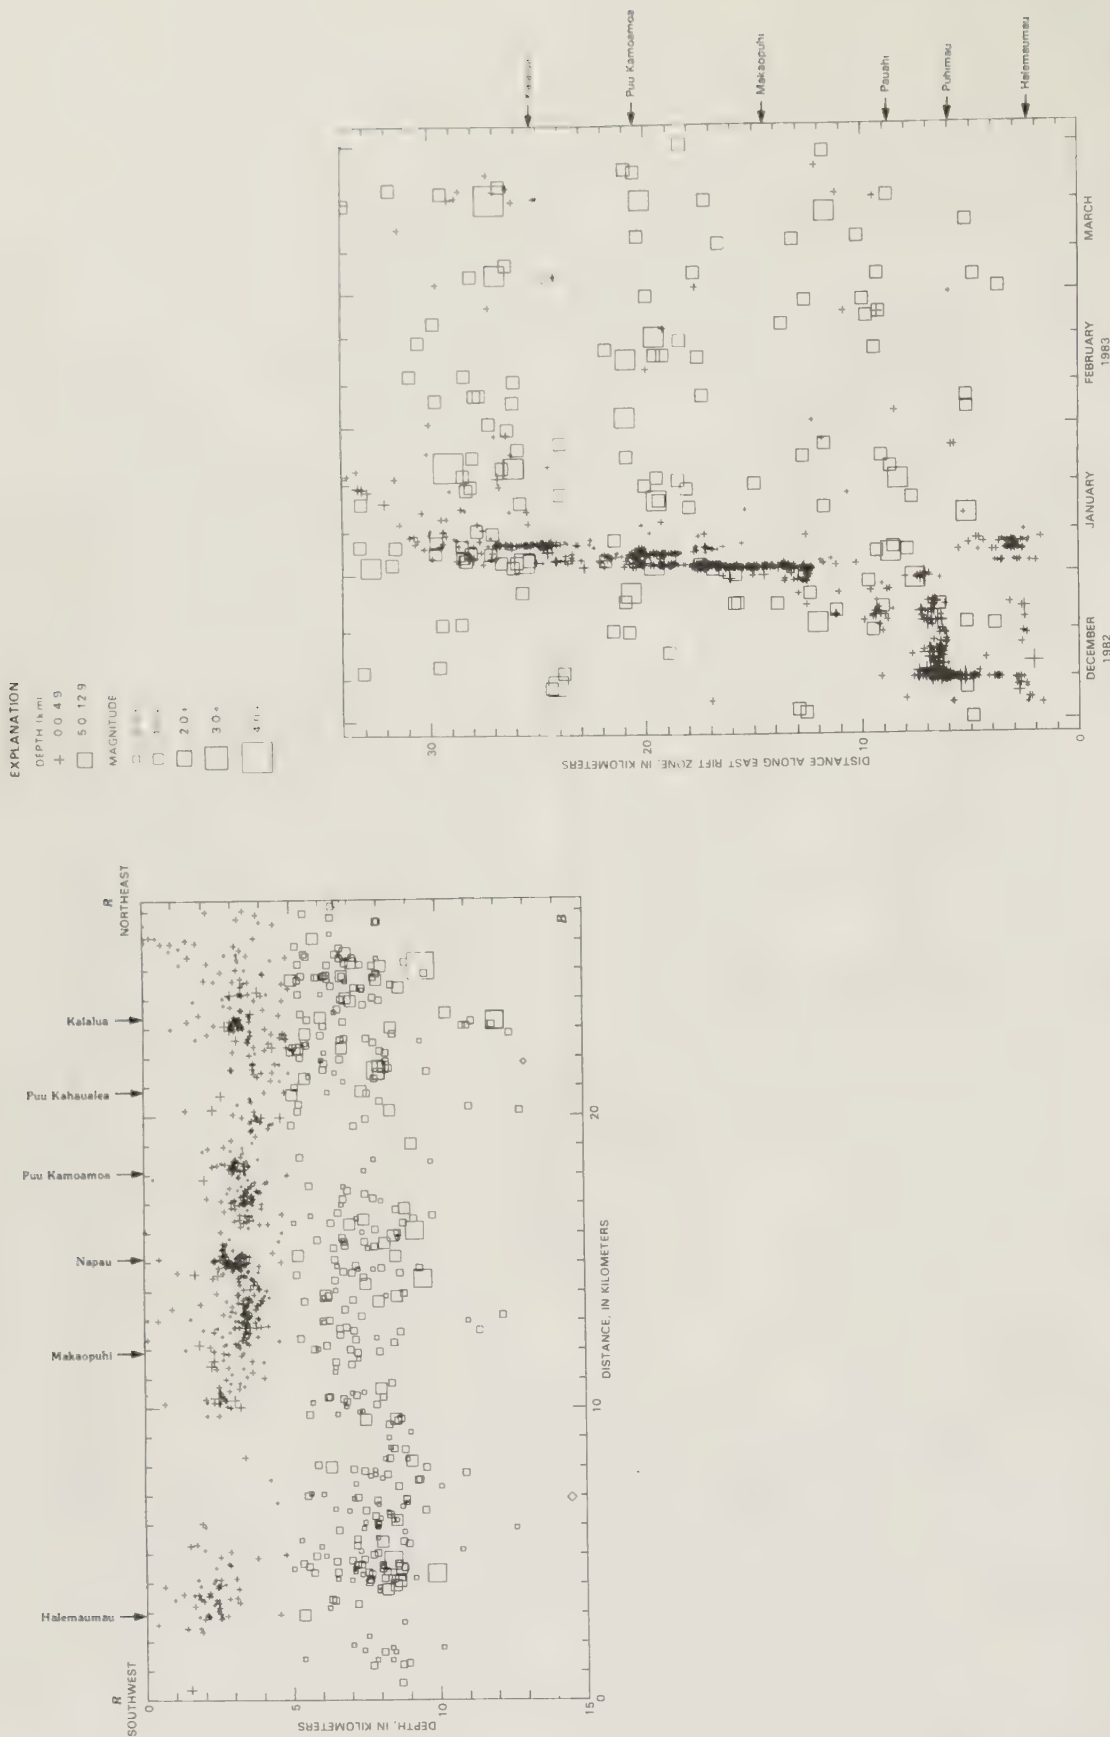 EXPLANATION
DEPTH (km)
+ 0.0-4.9
□ 5.0-12.9
MAGNITUDE
2.0+
3.0+
Puu Kamoamoa
Makaopuhi
Pauahi
Puhimau
Halemaumau
DISTANCE ALONG EAST RIFT ZONE, IN KILOMETERS
30
20
10
0
DECEMBER
1982
JANUARY
FEBRUARY
1983
MARCH
R
SOUTHWEST
R
NORTHEAST
Halemaumau
Makaopuhi
Napau
Puu Kamoamoa
Puu Kahaualea
Kalalua
DEPTH, IN KILOMETERS
0
5
10
15
B
0
10
20
DISTANCE, IN KILOMETERS